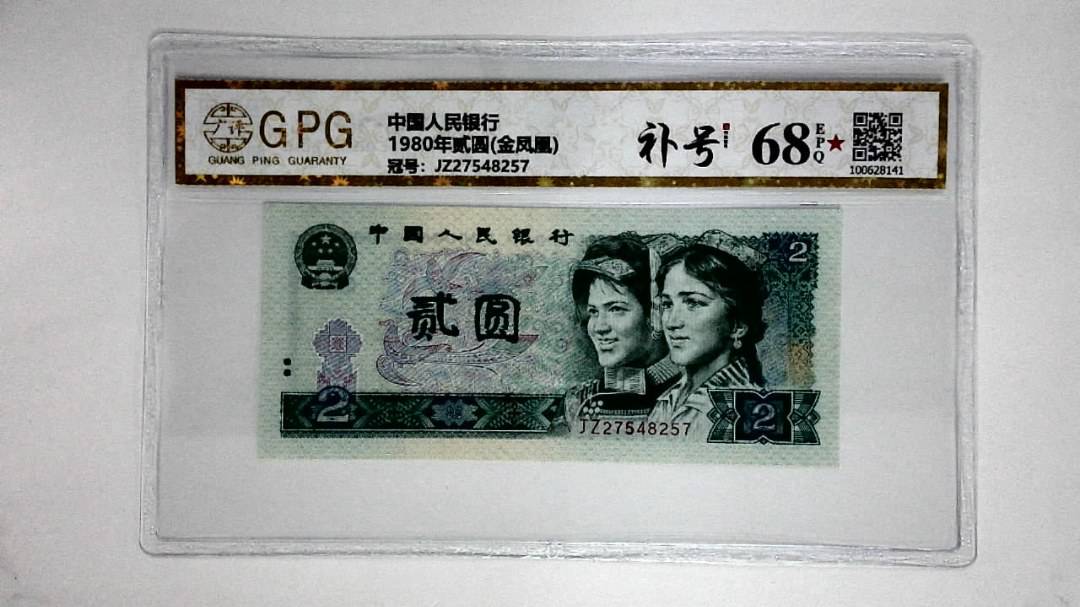 GPG
GUANG PING GUARANTY
中国人民银行
1980年贰圆(金凤凰)
冠号：JZ27548257
补号
68
EPQ
100628141
中国人民银行
贰圆
2
2
JZ27548257
2